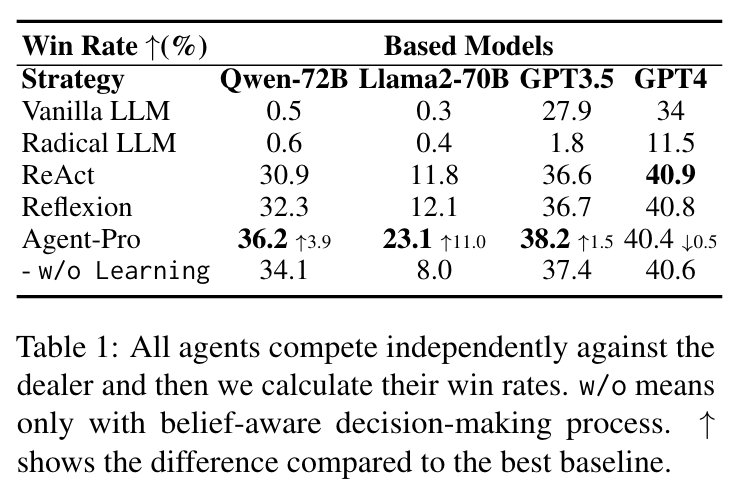 Win Rate ↑(%) Based Models
Strategy Qwen-72B Llama2-70B GPT3.5 GPT4
Vanilla LLM 0.5 0.3 27.9 34
Radical LLM 0.6 0.4 1.8 11.5
ReAct 30.9 11.8 36.6 40.9
Reflexion 32.3 12.1 36.7 40.8
Agent-Pro 36.2 ↑3.9 23.1 ↑11.0 38.2 ↑1.5 40.4 ↓0.5
- w/o Learning 34.1 8.0 37.4 40.6
Table 1: All agents compete independently against the
dealer and then we calculate their win rates. w/o means
only with belief-aware decision-making process. ↑
shows the difference compared to the best baseline.